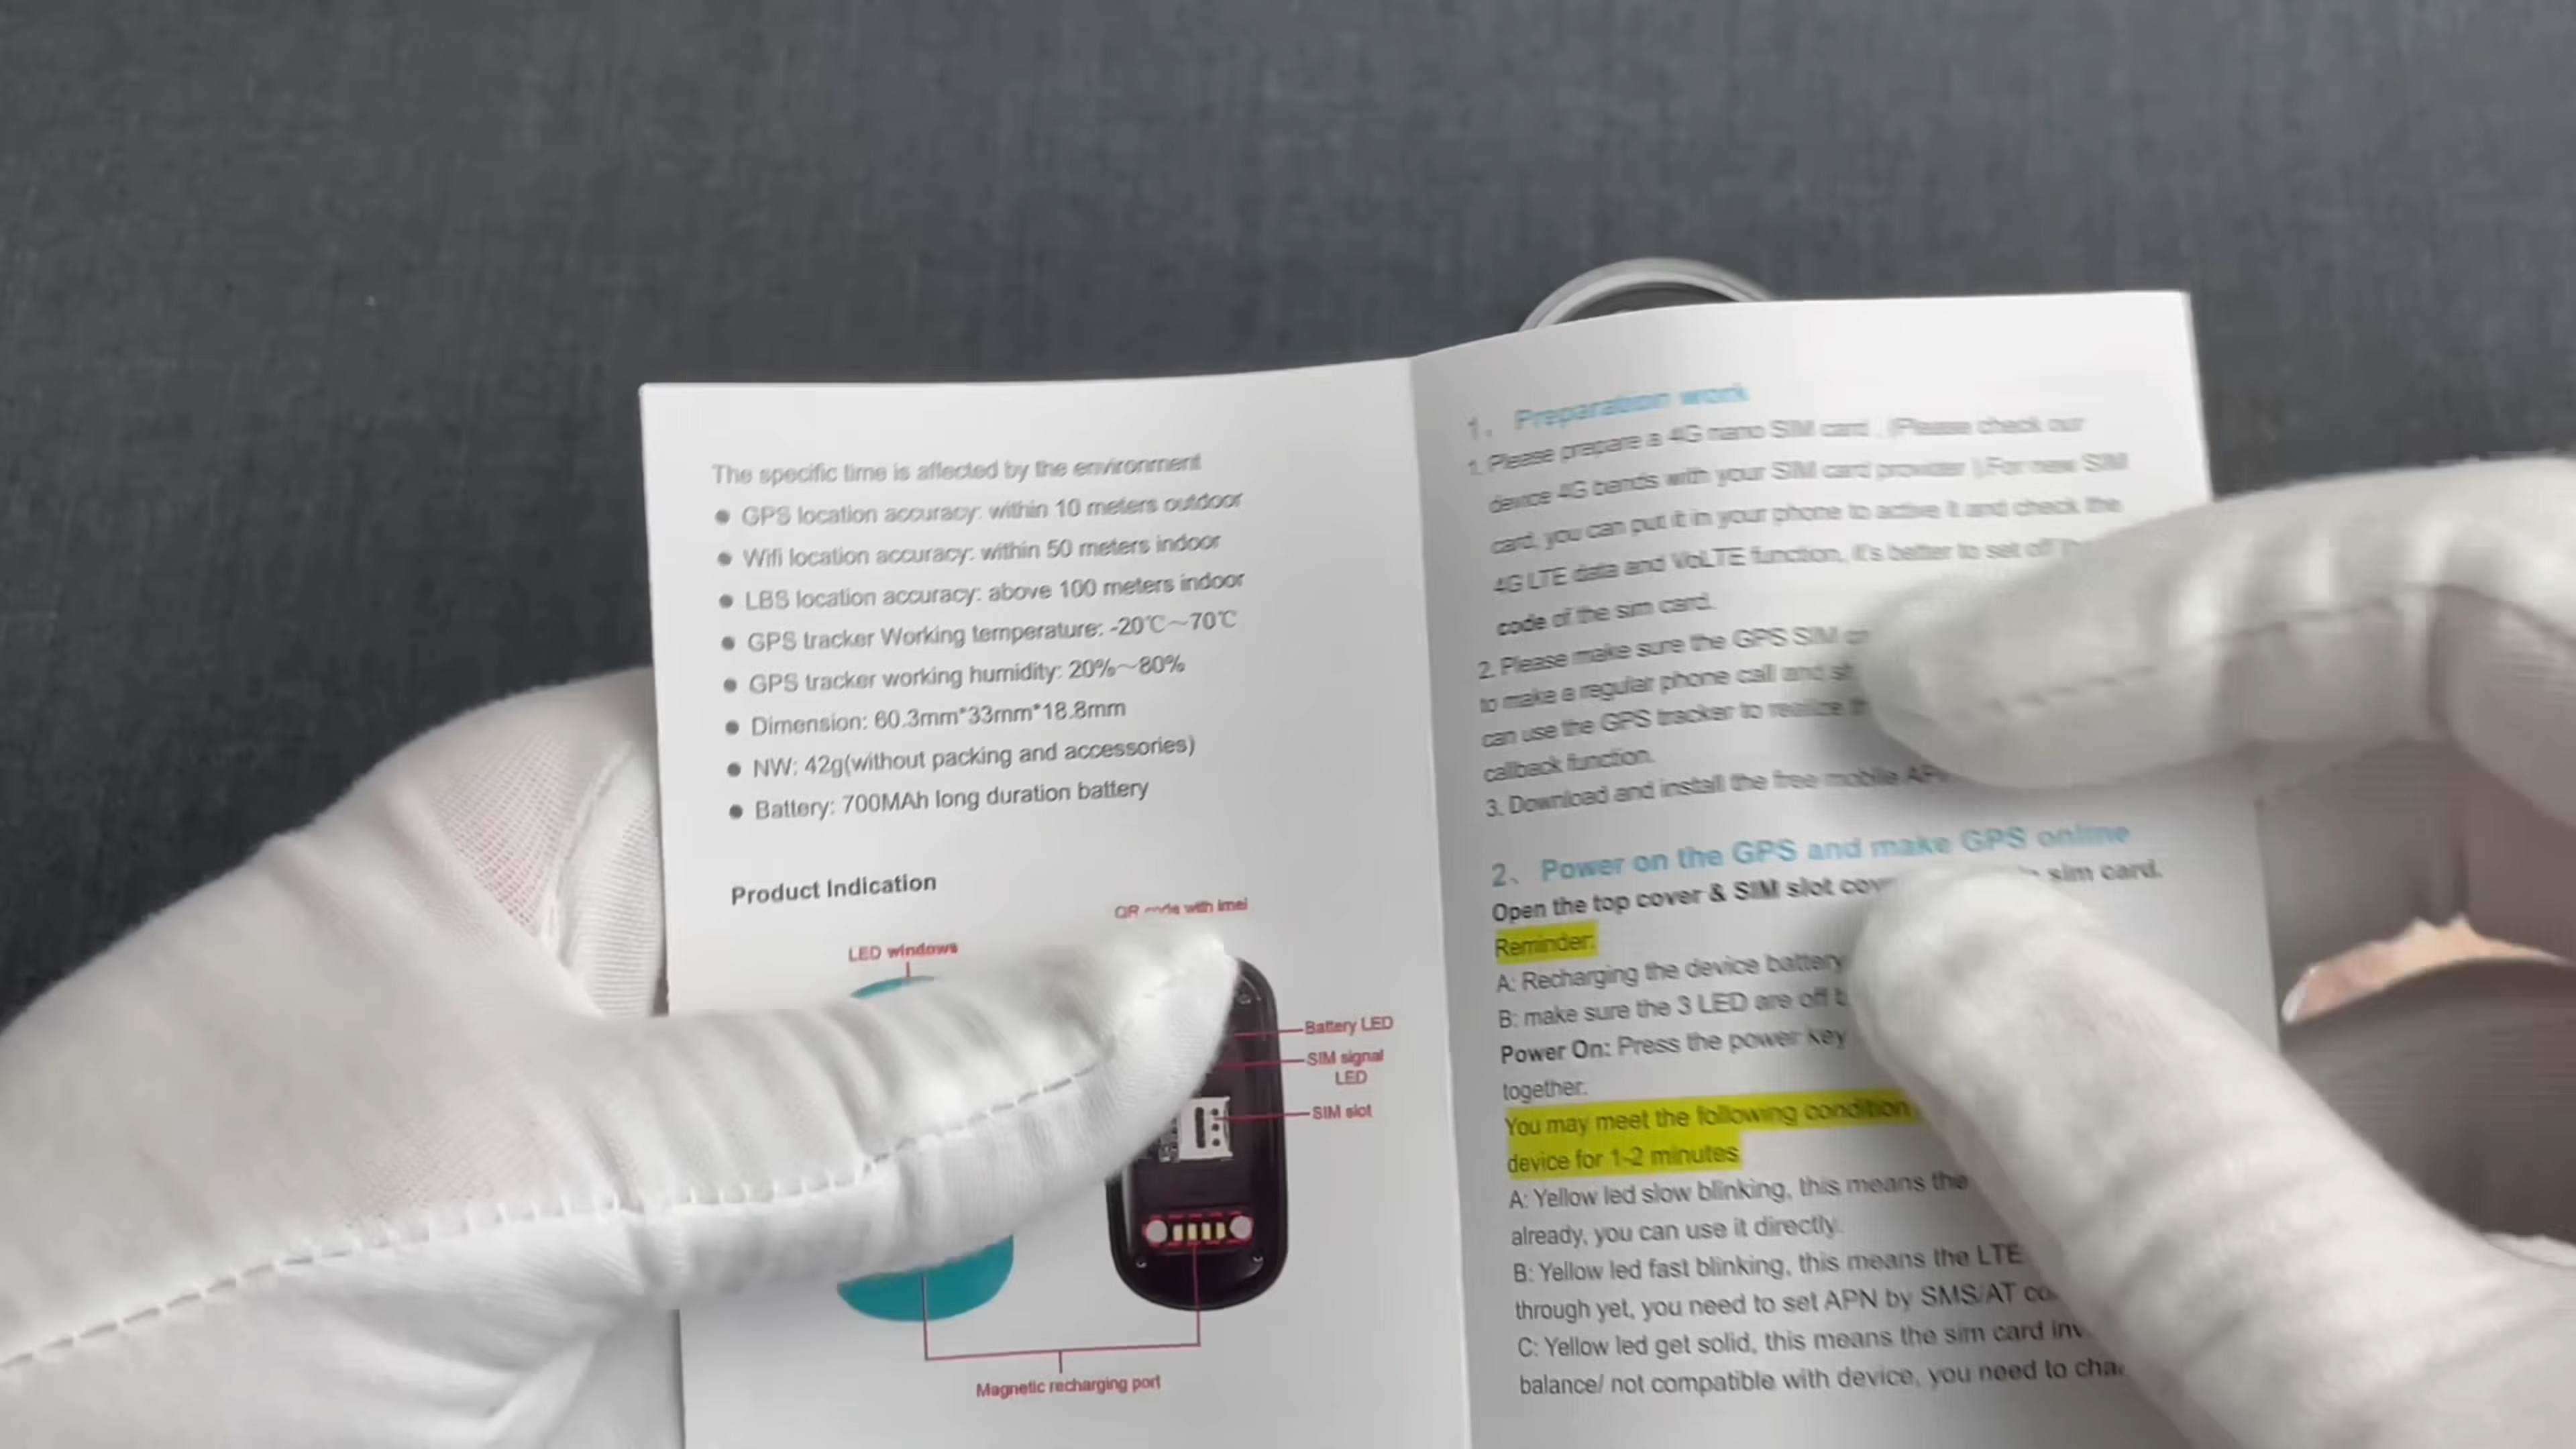 The specific time is affected by the environment
● GPS location accuracy: within 10 meters outdoor
● Wifi location accuracy: within 50 meters indoor
● LBS location accuracy: above 100 meters indoor
● GPS tracker Working temperature: -20℃～70℃
● GPS tracker working humidity: 20%～80%
● Dimension: 60.3mm*33mm*18.8mm
● NW: 42g(without packing and accessories)
● Battery: 700MAh long duration battery
Product Indication
QR code with imei
LED windows
Battery LED
SIM signal
LED
SIM slot
Magnetic recharging port
1、 Preparation work
1. Please prepare a 4G nano SIM card . (Please check our
device 4G bands with your SIM card provider ).For new SIM
card, you can put it in your phone to active it and check the
4G LTE data and VoLTE function, it's better to set off
code of the sim card.
2. Please make sure the GPS SIM
to make a regular phone call and
can use the GPS tracker to realize
callback function.
3. Download and install the free mobile
2、 Power on the GPS and make GPS online
Open the top cover & SIM slot sim card.
Reminder:
A: Recharging the device battery
B: make sure the 3 LED are off
Power On: Press the power key
together.
You may meet the following condition
device for 1-2 minutes
A: Yellow led slow blinking, this means the
already, you can use it directly.
B: Yellow led fast blinking, this means the LTE
through yet, you need to set APN by SMS/AT
C: Yellow led get solid, this means the sim card
balance/ not compatible with device, you need to